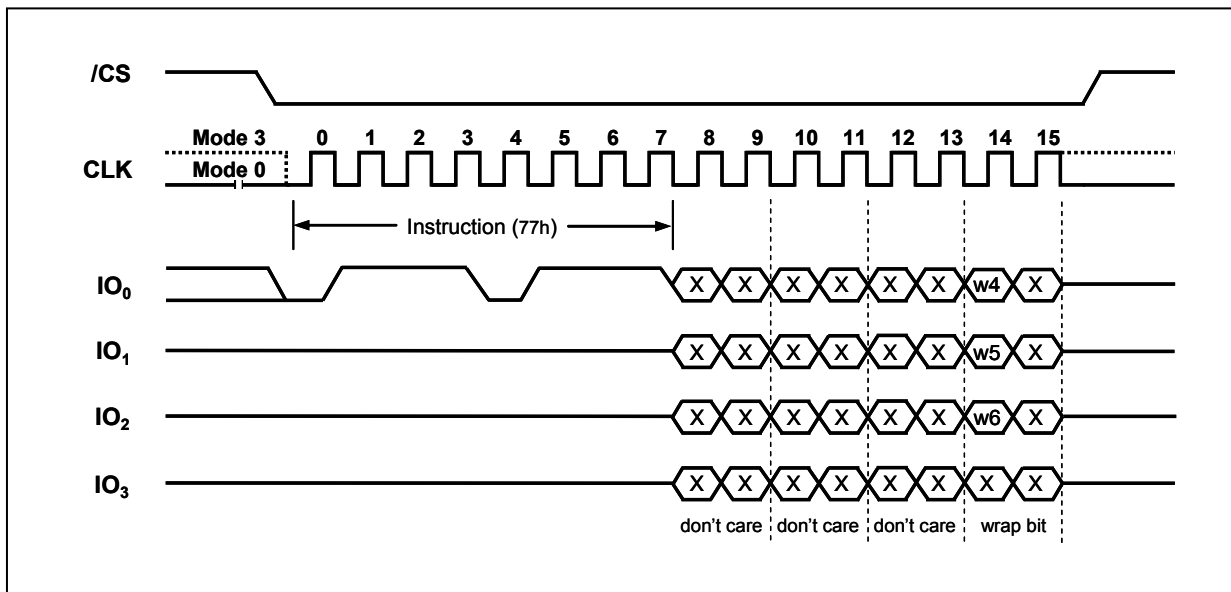 /CS
Mode 3 0 1 2 3 4 5 6 7 8 9 10 11 12 13 14 15
CLK Mode 0
Instruction (77h)
IO0 X X X X X X w4 X
IO1 X X X X X X w5 X
IO2 X X X X X X w6 X
IO3 X X X X X X X X
don't care don't care don't care wrap bit